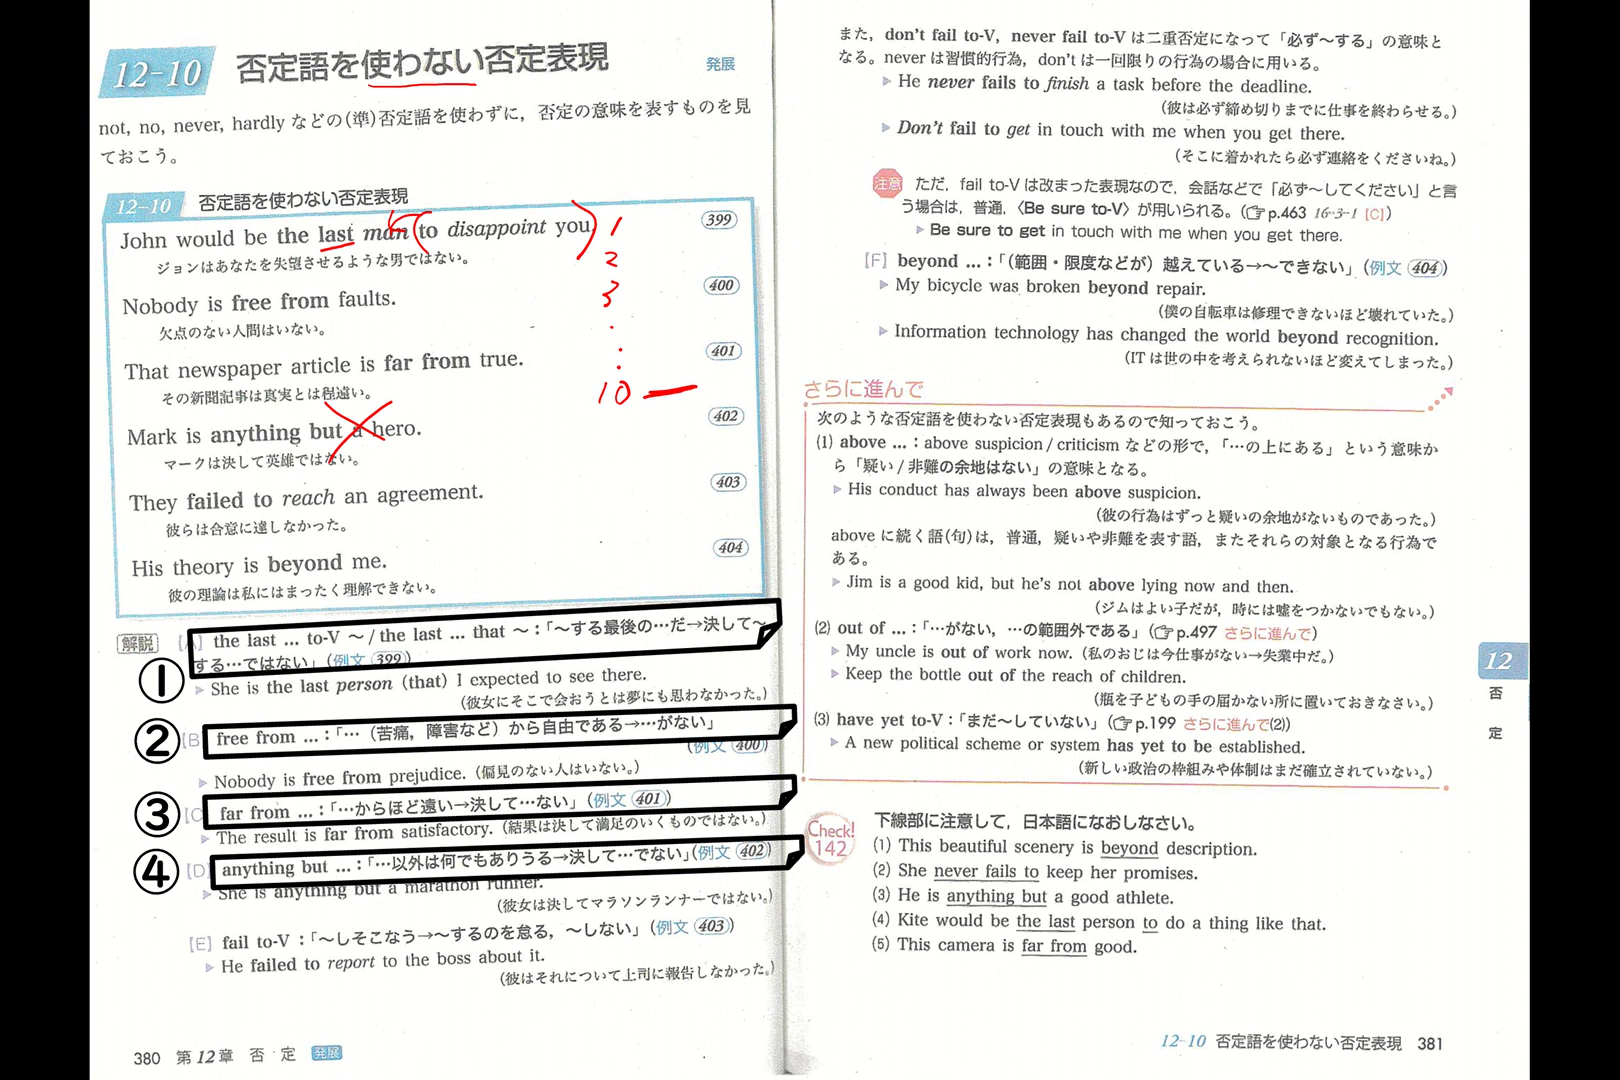 12-10 否定語を使わない否定表現 発展
not, no, never, hardly などの(準)否定語を使わずに，否定の意味を表すものを見
ておこう。
12-10 否定語を使わない否定表現
John would be the last man to disappoint you. 399
ジョンはあなたを失望させるような男ではない。
Nobody is free from faults. 400
欠点のない人間はいない。
That newspaper article is far from true. 401
その新聞記事は真実とは程遠い。
Mark is anything but a hero. 402
マークは決して英雄ではない。
They failed to reach an agreement. 403
彼らは合意に達しなかった。
His theory is beyond me. 404
彼の理論は私にはまったく理解できない。
1
2
3
.
.
.
10
解説 [A] the last ... to-V ～ / the last ... that ～：「～する最後の…だ→決して～
する…ではない」(例文 399)
① She is the last person (that) I expected to see there.
(彼女にそこで会おうとは夢にも思わなかった。)
② [B] free from ...：「…（苦痛，障害など）から自由である→…がない」
(例文 400)
Nobody is free from prejudice. (偏見のない人はいない。)
③ [C] far from ...：「…からほど遠い→決して…ない」(例文 401)
The result is far from satisfactory. (結果は決して満足のいくものではない。)
④ [D] anything but ...：「…以外は何でもありうる→決して…でない」(例文 402)
She is anything but a marathon runner.
(彼女は決してマラソンランナーではない。)
[E] fail to-V：「～しそこなう→～するのを怠る，～しない」(例文 403)
He failed to report to the boss about it.
(彼はそれについて上司に報告しなかった。)
380 第12章 否 定 発展
また，don't fail to-V, never fail to-V は二重否定になって「必ず～する」の意味と
なる。never は習慣的行為，don't は一回限りの行為の場合に用いる。
He never fails to finish a task before the deadline.
(彼は必ず締め切りまでに仕事を終わらせる。)
Don't fail to get in touch with me when you get there.
(そこに着かれたら必ず連絡をくださいね。)
注意 ただ，fail to-V は改まった表現なので，会話などで「必ず～してください」と言
う場合は，普通，〈Be sure to-V〉が用いられる。(☞p.463 16-3-1 [C])
Be sure to get in touch with me when you get there.
[F] beyond ...：「（範囲・限度などが）越えている→～できない」(例文 404)
My bicycle was broken beyond repair.
(僕の自転車は修理できないほど壊れていた。)
Information technology has changed the world beyond recognition.
(IT は世の中を考えられないほど変えてしまった。)
さらに進んで
次のような否定語を使わない否定表現もあるので知っておこう。
(1) above ...：above suspicion / criticism などの形で，「…の上にある」という意味か
ら「疑い / 非難の余地はない」の意味となる。
His conduct has always been above suspicion.
(彼の行為はずっと疑いの余地がないものであった。)
above に続く語(句)は，普通，疑いや非難を表す語，またそれらの対象となる行為で
ある。
Jim is a good kid, but he's not above lying now and then.
(ジムはよい子だが，時には嘘をつかないでもない。)
(2) out of ...：「…がない，…の範囲外である」(☞p.497 さらに進んで)
My uncle is out of work now. (私のおじは今仕事がない→失業中だ。)
Keep the bottle out of the reach of children.
(瓶を子どもの手の届かない所に置いておきなさい。)
(3) have yet to-V：「まだ～していない」(☞p.199 さらに進んで(2))
A new political scheme or system has yet to be established.
(新しい政治の枠組みや体制はまだ確立されていない。)
Check! 142 下線部に注意して，日本語になおしなさい。
(1) This beautiful scenery is beyond description.
(2) She never fails to keep her promises.
(3) He is anything but a good athlete.
(4) Kite would be the last person to do a thing like that.
(5) This camera is far from good.
12
否
定
12-10 否定語を使わない否定表現 381